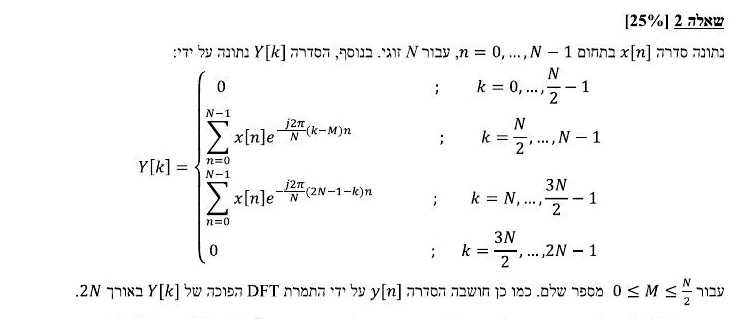 שאלה 2 [25%]
נתונה סדרה x[n] בתחום n = 0, ..., N − 1, עבור N זוגי. בנוסף, הסדרה Y[k] נתונה על ידי:
Y[k] = { 0 ; k = 0, ..., N/2 − 1
∑_{n=0}^{N−1} x[n]e^{−(j2π/N)(k−M)n} ; k = N/2, ..., N − 1
∑_{n=0}^{N−1} x[n]e^{−(j2π/N)(2N−1−k)n} ; k = N, ..., 3N/2 − 1
0 ; k = 3N/2, ..., 2N − 1
עבור 0 ≤ M ≤ N/2 מספר שלם. כמו כן חושבה הסדרה y[n] על ידי התמרת DFT הפוכה של Y[k] באורך 2N.